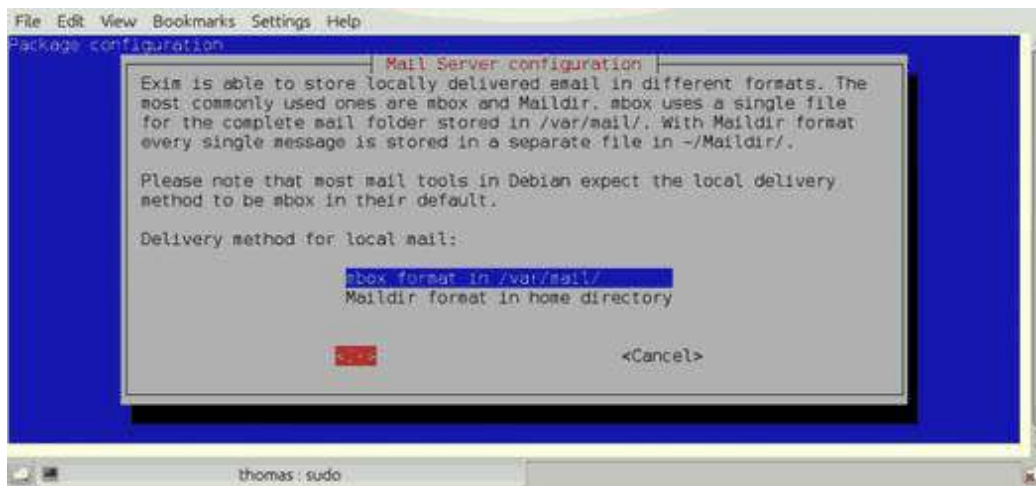 File Edit View Bookmarks Settings Help
Package configuration
Mail Server configuration
Exim is able to store locally delivered email in different formats. The
most commonly used ones are mbox and Maildir. mbox uses a single file
for the complete mail folder stored in /var/mail/. With Maildir format
every single message is stored in a separate file in ~/Maildir/.
Please note that most mail tools in Debian expect the local delivery
method to be mbox in their default.
Delivery method for local mail:
mbox format in /var/mail/
Maildir format in home directory
<Cancel>
thomas : sudo